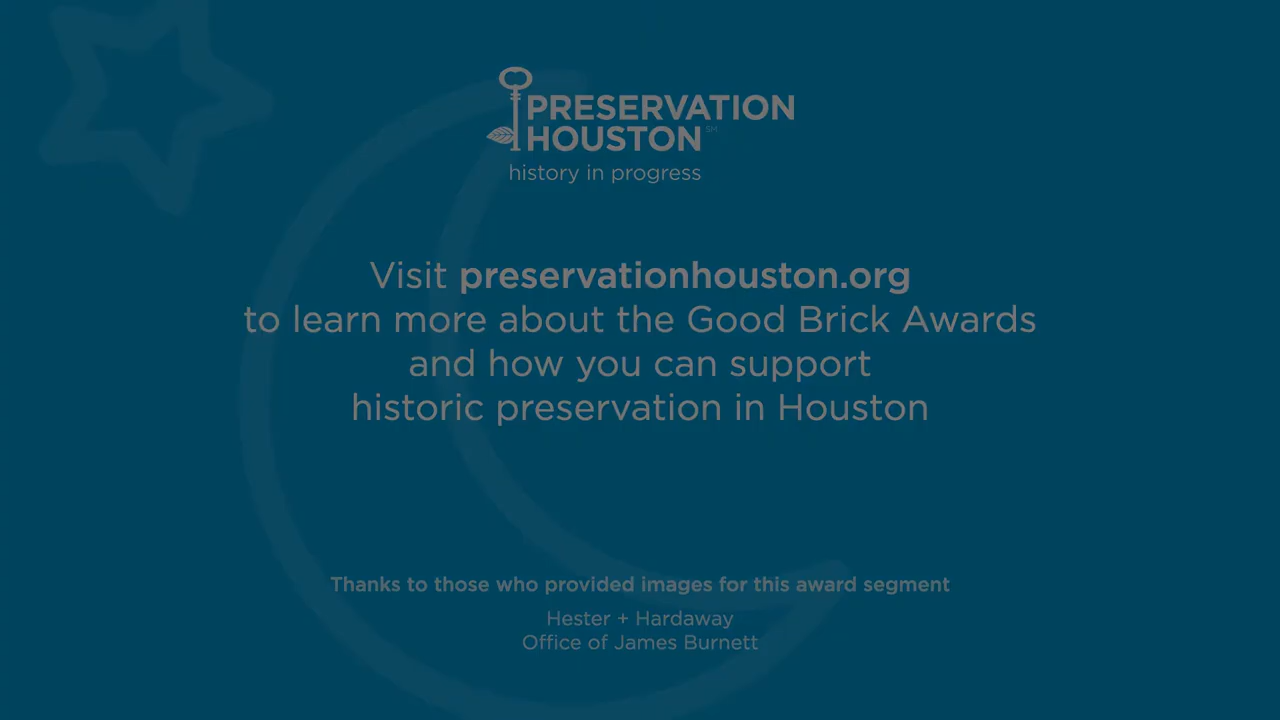 PRESERVATION
HOUSTON SM
history in progress
Visit preservationhouston.org
to learn more about the Good Brick Awards
and how you can support
historic preservation in Houston
Thanks to those who provided images for this award segment
Hester + Hardaway
Office of James Burnett